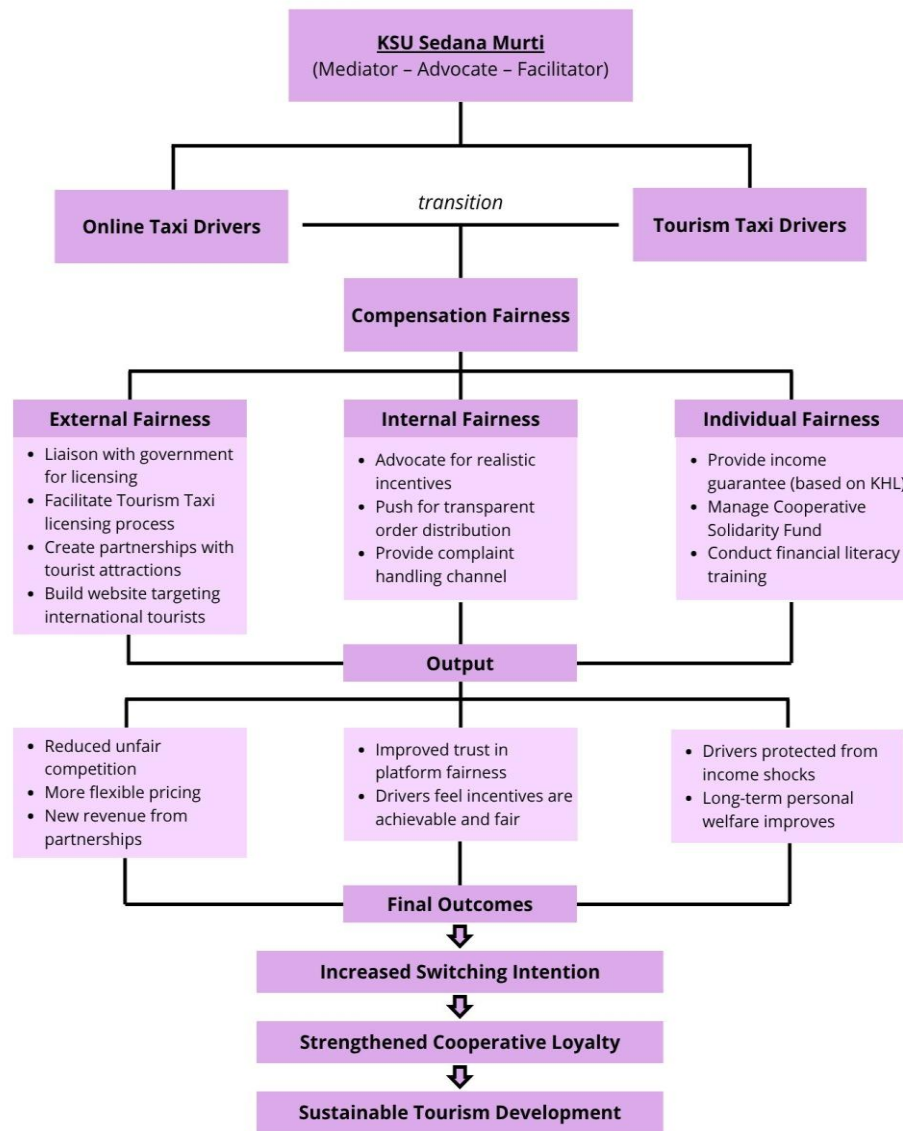 KSU Sedana Murti
(Mediator – Advocate – Facilitator)
Online Taxi Drivers
transition
Tourism Taxi Drivers
Compensation Fairness
External Fairness
• Liaison with government
for licensing
• Facilitate Tourism Taxi
licensing process
• Create partnerships with
tourist attractions
• Build website targeting
international tourists
Internal Fairness
• Advocate for realistic
incentives
• Push for transparent
order distribution
• Provide complaint
handling channel
Individual Fairness
• Provide income
guarantee (based on KHL)
• Manage Cooperative
Solidarity Fund
• Conduct financial literacy
training
Output
• Reduced unfair
competition
• More flexible pricing
• New revenue from
partnerships
• Improved trust in
platform fairness
• Drivers feel incentives are
achievable and fair
• Drivers protected from
income shocks
• Long-term personal
welfare improves
Final Outcomes
Increased Switching Intention
Strengthened Cooperative Loyalty
Sustainable Tourism Development